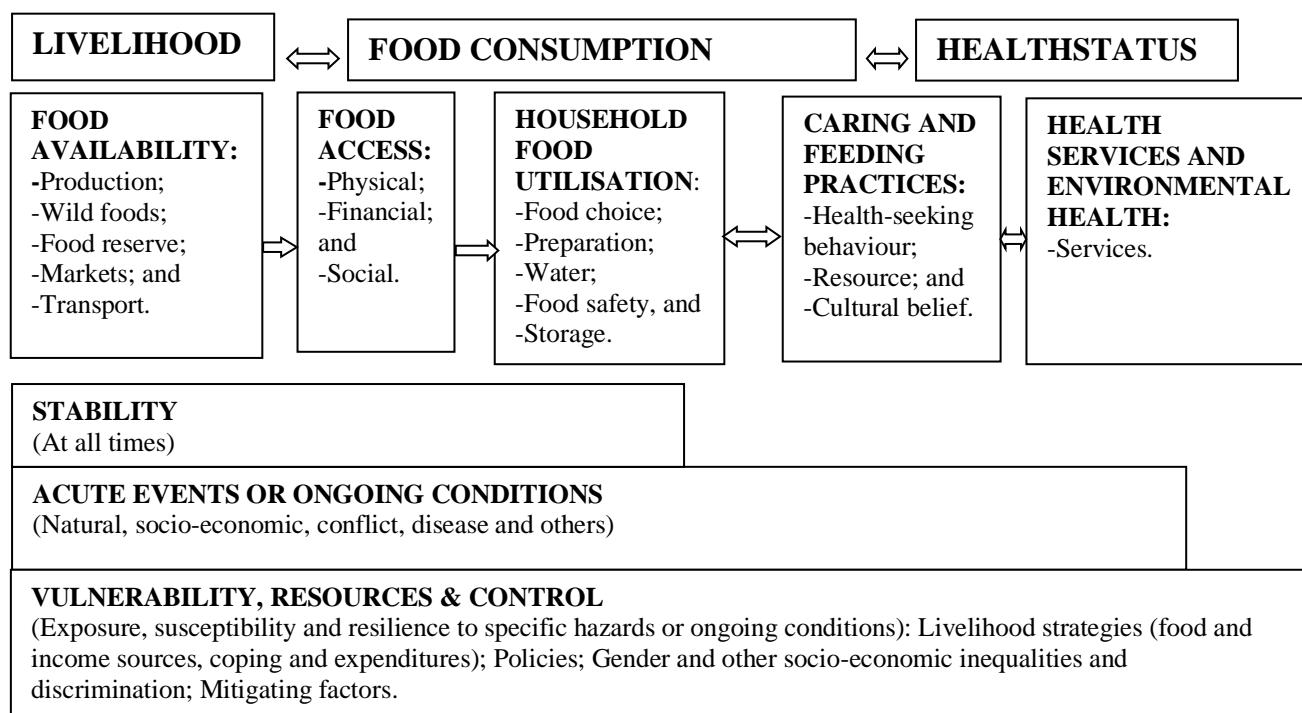 LIVELIHOOD
FOOD CONSUMPTION
HEALTHSTATUS
FOOD
AVAILABILITY:
-Production;
-Wild foods;
-Food reserve;
-Markets; and
-Transport.
FOOD
ACCESS:
-Physical;
-Financial;
and
-Social.
HOUSEHOLD
FOOD
UTILISATION:
-Food choice;
-Preparation;
-Water;
-Food safety, and
-Storage.
CARING AND
FEEDING
PRACTICES:
-Health-seeking
behaviour;
-Resource; and
-Cultural belief.
HEALTH
SERVICES AND
ENVIRONMENTAL
HEALTH:
-Services.
STABILITY
(At all times)
ACUTE EVENTS OR ONGOING CONDITIONS
(Natural, socio-economic, conflict, disease and others)
VULNERABILITY, RESOURCES & CONTROL
(Exposure, susceptibility and resilience to specific hazards or ongoing conditions): Livelihood strategies (food and
income sources, coping and expenditures); Policies; Gender and other socio-economic inequalities and
discrimination; Mitigating factors.